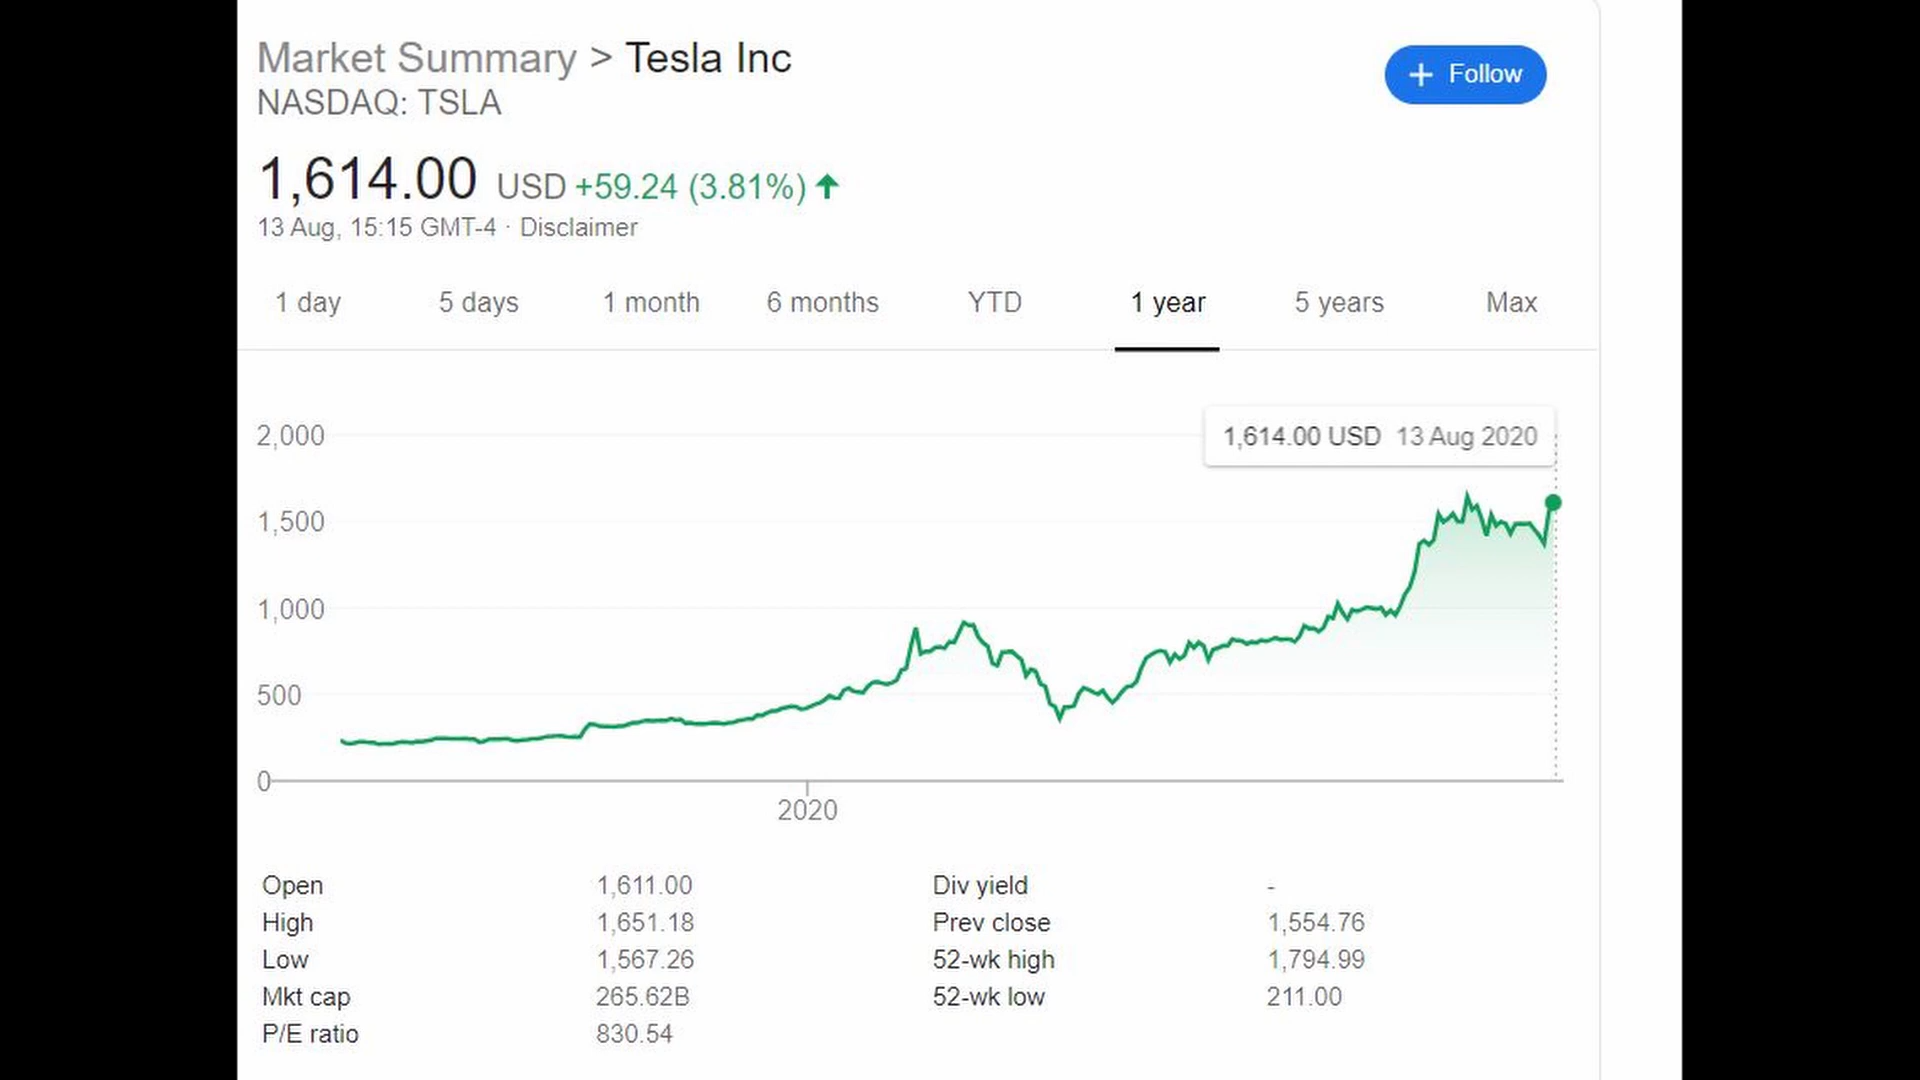 Market Summary > Tesla Inc
NASDAQ: TSLA
+ Follow
1,614.00 USD +59.24 (3.81%)
13 Aug, 15:15 GMT-4 · Disclaimer
1 day 5 days 1 month 6 months YTD 1 year 5 years Max
1,614.00 USD 13 Aug 2020
2,000
1,500
1,000
500
0
2020
Open 1,611.00 Div yield -
High 1,651.18 Prev close 1,554.76
Low 1,567.26 52-wk high 1,794.99
Mkt cap 265.62B 52-wk low 211.00
P/E ratio 830.54